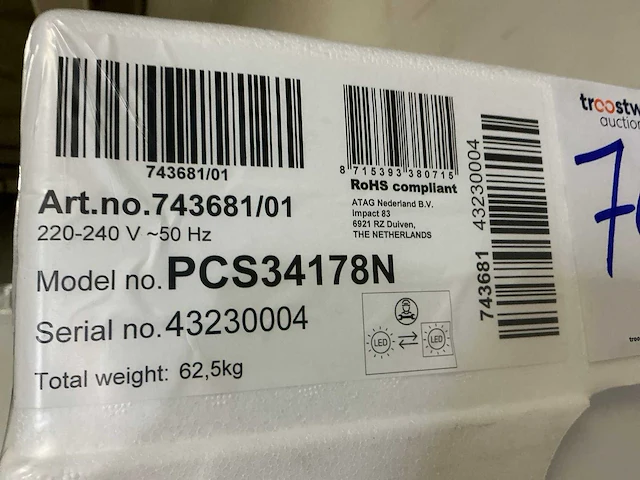 743681/01
Art.no.743681/01
220-240 V ~50 Hz
Model no. PCS34178N
Serial no. 43230004
Total weight: 62,5kg
8 715393 380715
RoHS compliant
ATAG Nederland B.V.
Impact 83
6921 RZ Duiven,
THE NETHERLANDS
LED
LED
743681 43230004
troostw
auction
7